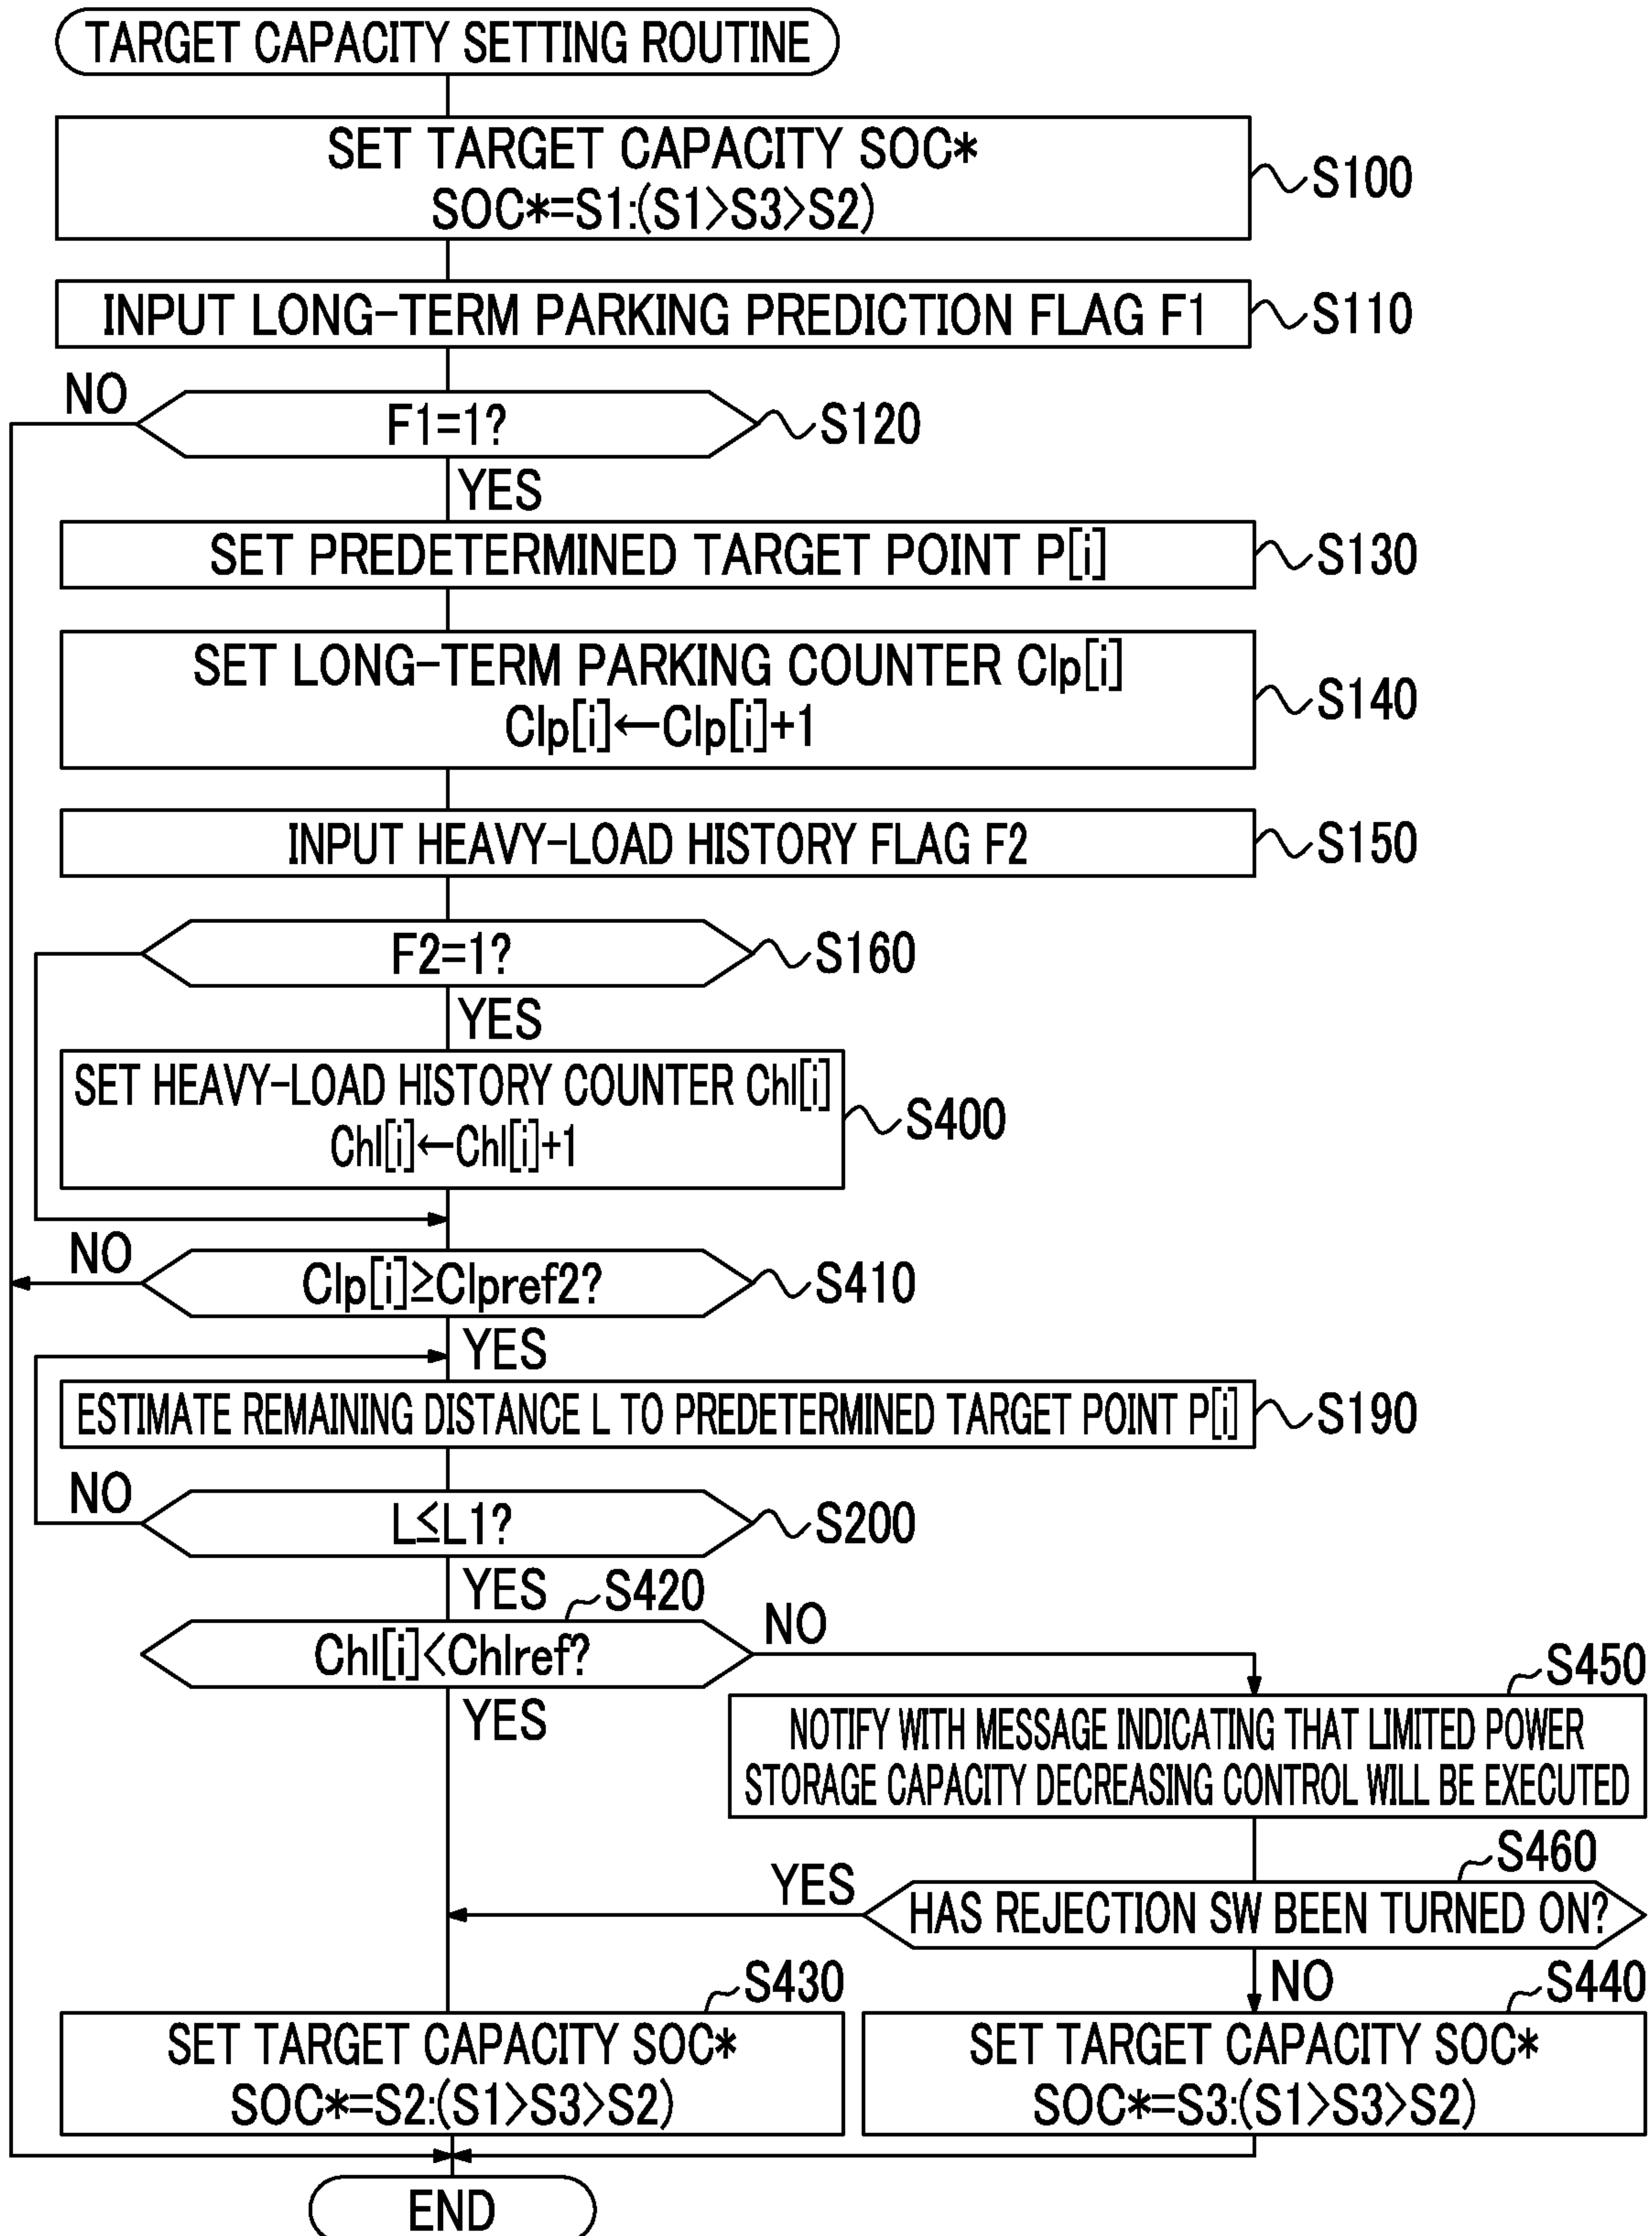 TARGET CAPACITY SETTING ROUTINE
SET TARGET CAPACITY SOC*
SOC*=S1:(S1>S3>S2)
S100
INPUT LONG-TERM PARKING PREDICTION FLAG F1
S110
NO
F1=1?
S120
YES
SET PREDETERMINED TARGET POINT P[i]
S130
SET LONG-TERM PARKING COUNTER Clp[i]
Clp[i]←Clp[i]+1
S140
INPUT HEAVY-LOAD HISTORY FLAG F2
S150
F2=1?
S160
YES
SET HEAVY-LOAD HISTORY COUNTER Chl[i]
Chl[i]←Chl[i]+1
S400
NO
Clp[i]≥Clpref2?
S410
YES
ESTIMATE REMAINING DISTANCE L TO PREDETERMINED TARGET POINT P[i]
S190
NO
L≤L1?
S200
YES
S420
Chl[i]<Chlref?
NO
YES
S450
NOTIFY WITH MESSAGE INDICATING THAT LIMITED POWER
STORAGE CAPACITY DECREASING CONTROL WILL BE EXECUTED
S460
YES
HAS REJECTION SW BEEN TURNED ON?
NO
S430
SET TARGET CAPACITY SOC*
SOC*=S2:(S1>S3>S2)
S440
SET TARGET CAPACITY SOC*
SOC*=S3:(S1>S3>S2)
END